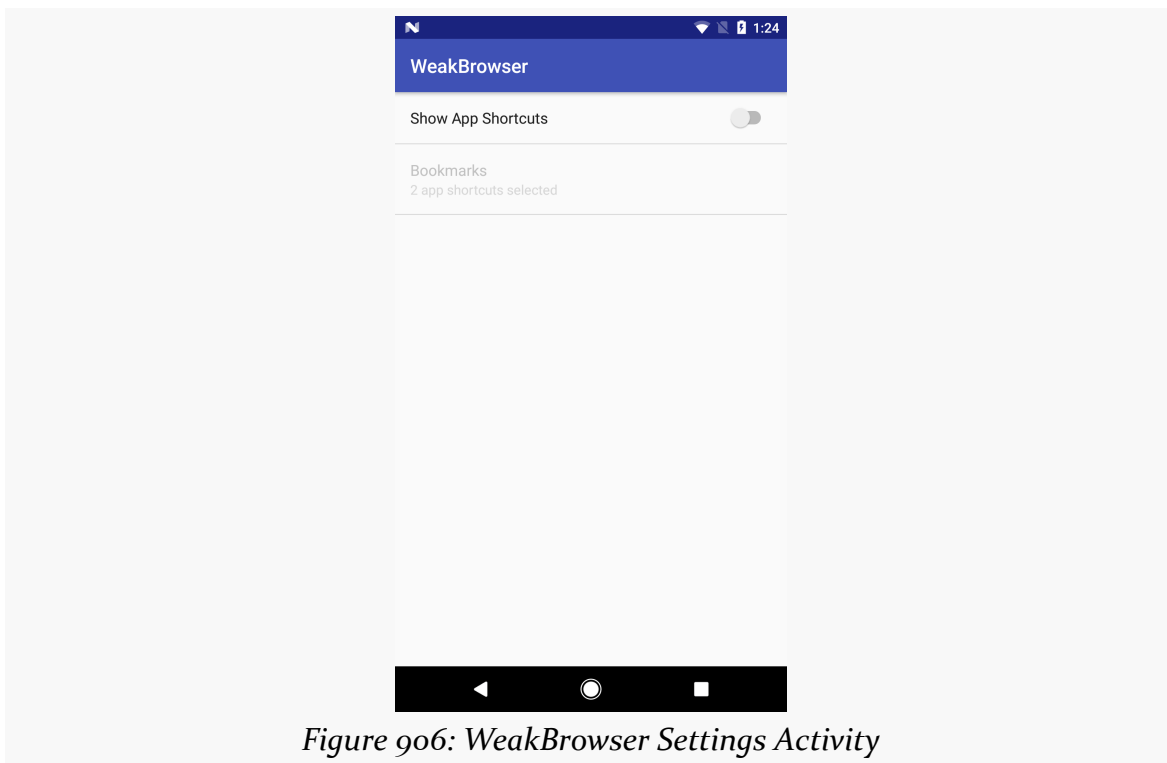 1:24
WeakBrowser
Show App Shortcuts
Bookmarks
2 app shortcuts selected
Figure 906: WeakBrowser Settings Activity